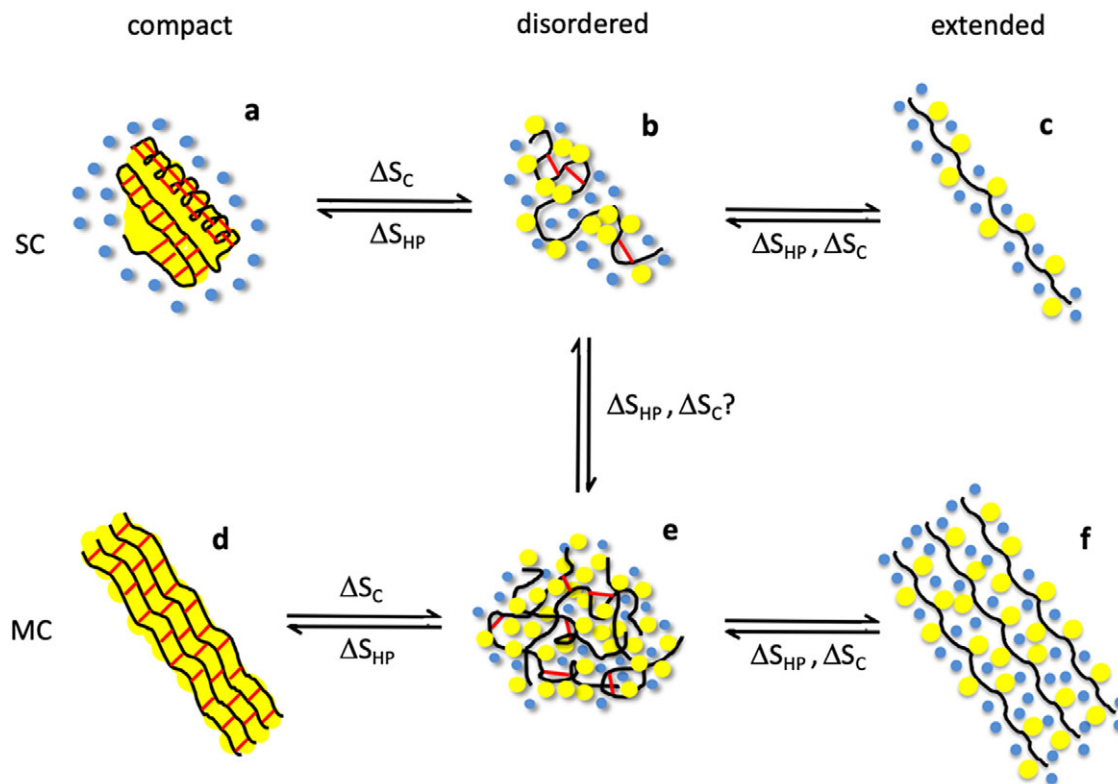 compact disordered extended
a b c
ΔS_C
ΔS_HP
SC
ΔS_HP , ΔS_C
ΔS_HP , ΔS_C?
d e f
ΔS_C
MC
ΔS_HP
ΔS_HP , ΔS_C